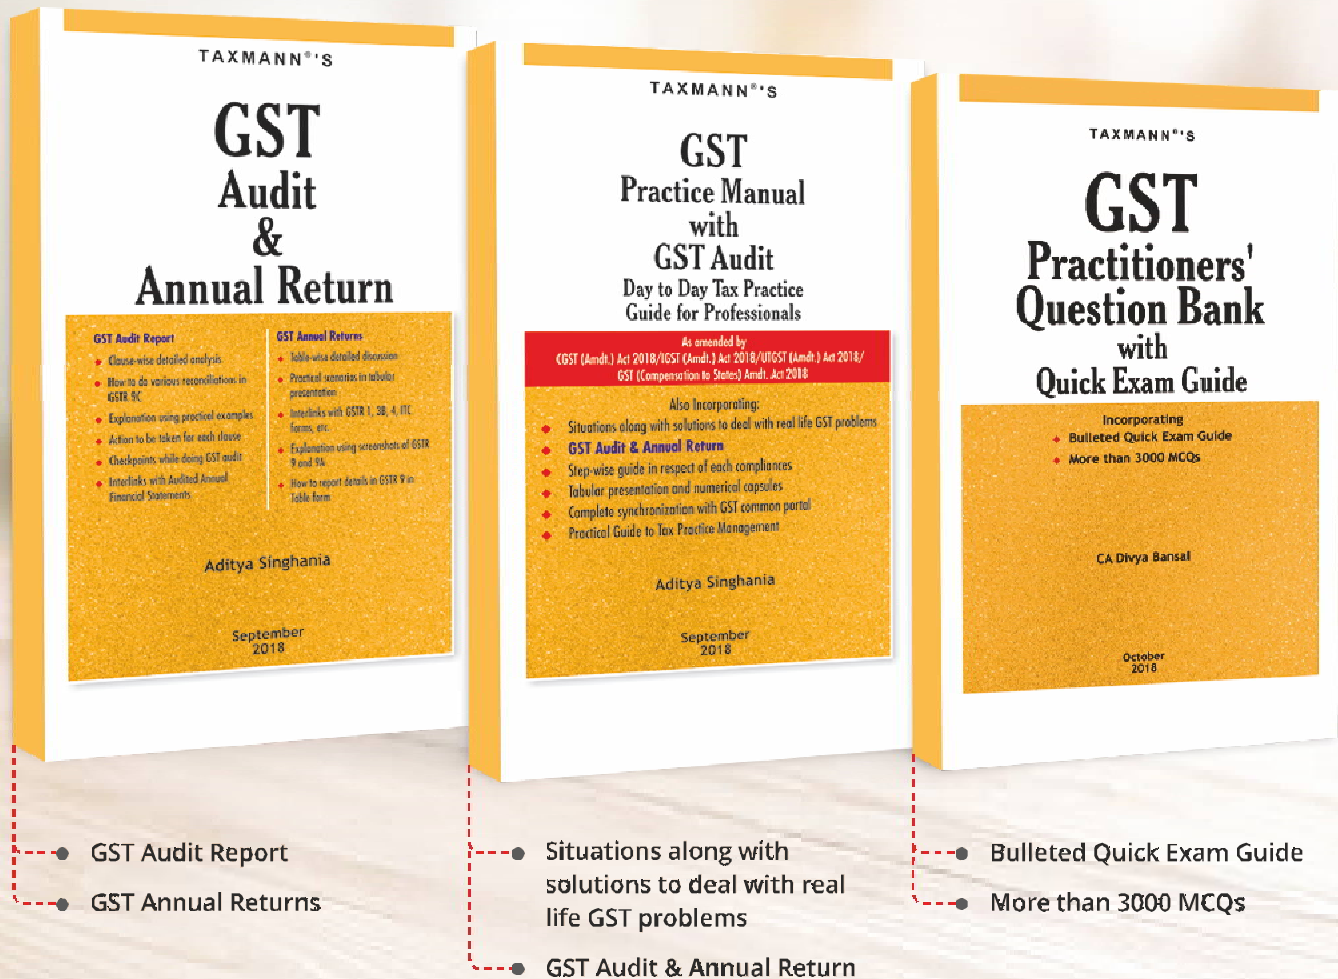 TAXMANN®'S
GST
Audit
&
Annual Return
GST Audit Report
Clause-wise detailed analysis
How to do various reconciliations in
GSTR 9C
Explanation using practical examples
Action to be taken for each clause
Checkpoints while doing GST audit
Interlinks with Audited Annual
Financial Statements
GST Annual Returns
Table-wise detailed discussion
Practical scenarios in tabular
presentation
Interlinks with GSTR 1, 3B, 4, ITC
forms, etc.
Explanation using screenshots of GSTR
9 and 9A
How to report details in GSTR 9 in
Table form
Aditya Singhania
September
2018
TAXMANN®'S
GST
Practice Manual
with
GST Audit
Day to Day Tax Practice
Guide for Professionals
As amended by
CGST (Amdt.) Act 2018/IGST (Amdt.) Act 2018/UTGST (Amdt.) Act 2018/
GST (Compensation to States) Amdt. Act 2018
Also Incorporating:
Situations along with solutions to deal with real life GST problems
GST Audit & Annual Return
Step-wise guide in respect of each compliances
Tabular presentation and numerical capsules
Complete synchronization with GST common portal
Practical Guide to Tax Practice Management
Aditya Singhania
September
2018
TAXMANN®'S
GST
Practitioners'
Question Bank
with
Quick Exam Guide
Incorporating
Bulleted Quick Exam Guide
More than 3000 MCQs
CA Divya Bansal
October
2018
GST Audit Report
GST Annual Returns
Situations along with
solutions to deal with real
life GST problems
GST Audit & Annual Return
Bulleted Quick Exam Guide
More than 3000 MCQs